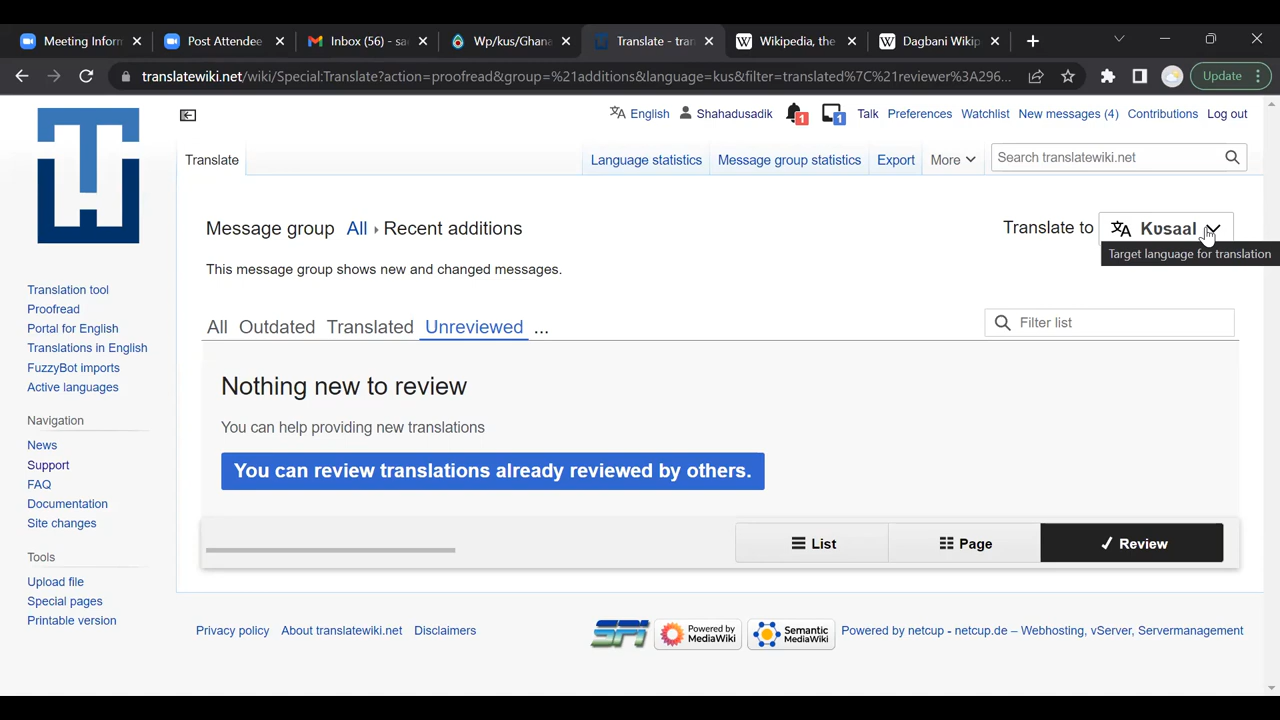 Meeting Inforn
Post Attendee
Inbox (56) - sa
Wp/kus/Ghana
Translate - tran
Wikipedia, the
Dagbani Wikip
translatewiki.net/wiki/Special:Translate?action=proofread&group=%21additions&language=kus&filter=translated%7C%21reviewer%3A296...
Update
English
Shahadusadik
1
1
Talk
Preferences
Watchlist
New messages (4)
Contributions
Log out
Translate
Language statistics
Message group statistics
Export
More
Search translatewiki.net
Message group All Recent additions
Translate to
Kʋsaal
Target language for translation
This message group shows new and changed messages.
All Outdated Translated Unreviewed ...
Filter list
Nothing new to review
You can help providing new translations
You can review translations already reviewed by others.
List
Page
Review
Translation tool
Proofread
Portal for English
Translations in English
FuzzyBot imports
Active languages
Navigation
News
Support
FAQ
Documentation
Site changes
Tools
Upload file
Special pages
Printable version
Privacy policy
About translatewiki.net
Disclaimers
SPI
Powered by
MediaWiki
Semantic
MediaWiki
Powered by netcup - netcup.de – Webhosting, vServer, Servermanagement